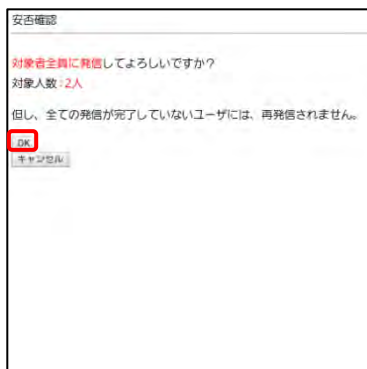 安否確認
対象者全員に発信してよろしいですか？
対象人数：2人
但し、全ての発信が完了していないユーザには、再発信されません。
OK
キャンセル